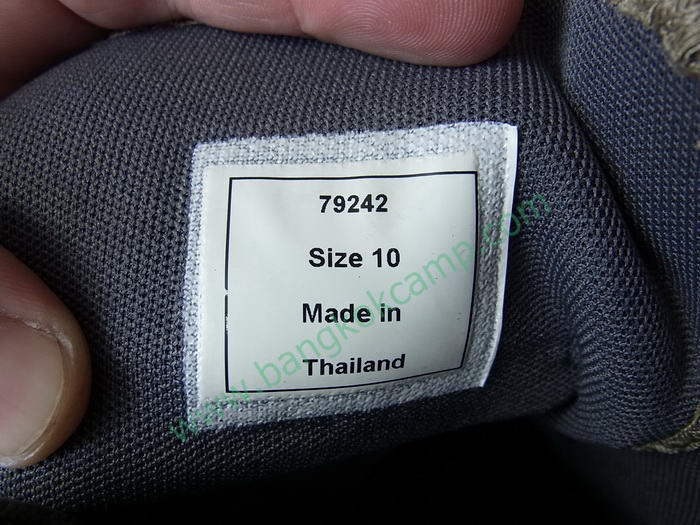 79242
Size 10
Made in
Thailand
www.bangkokcamp.com